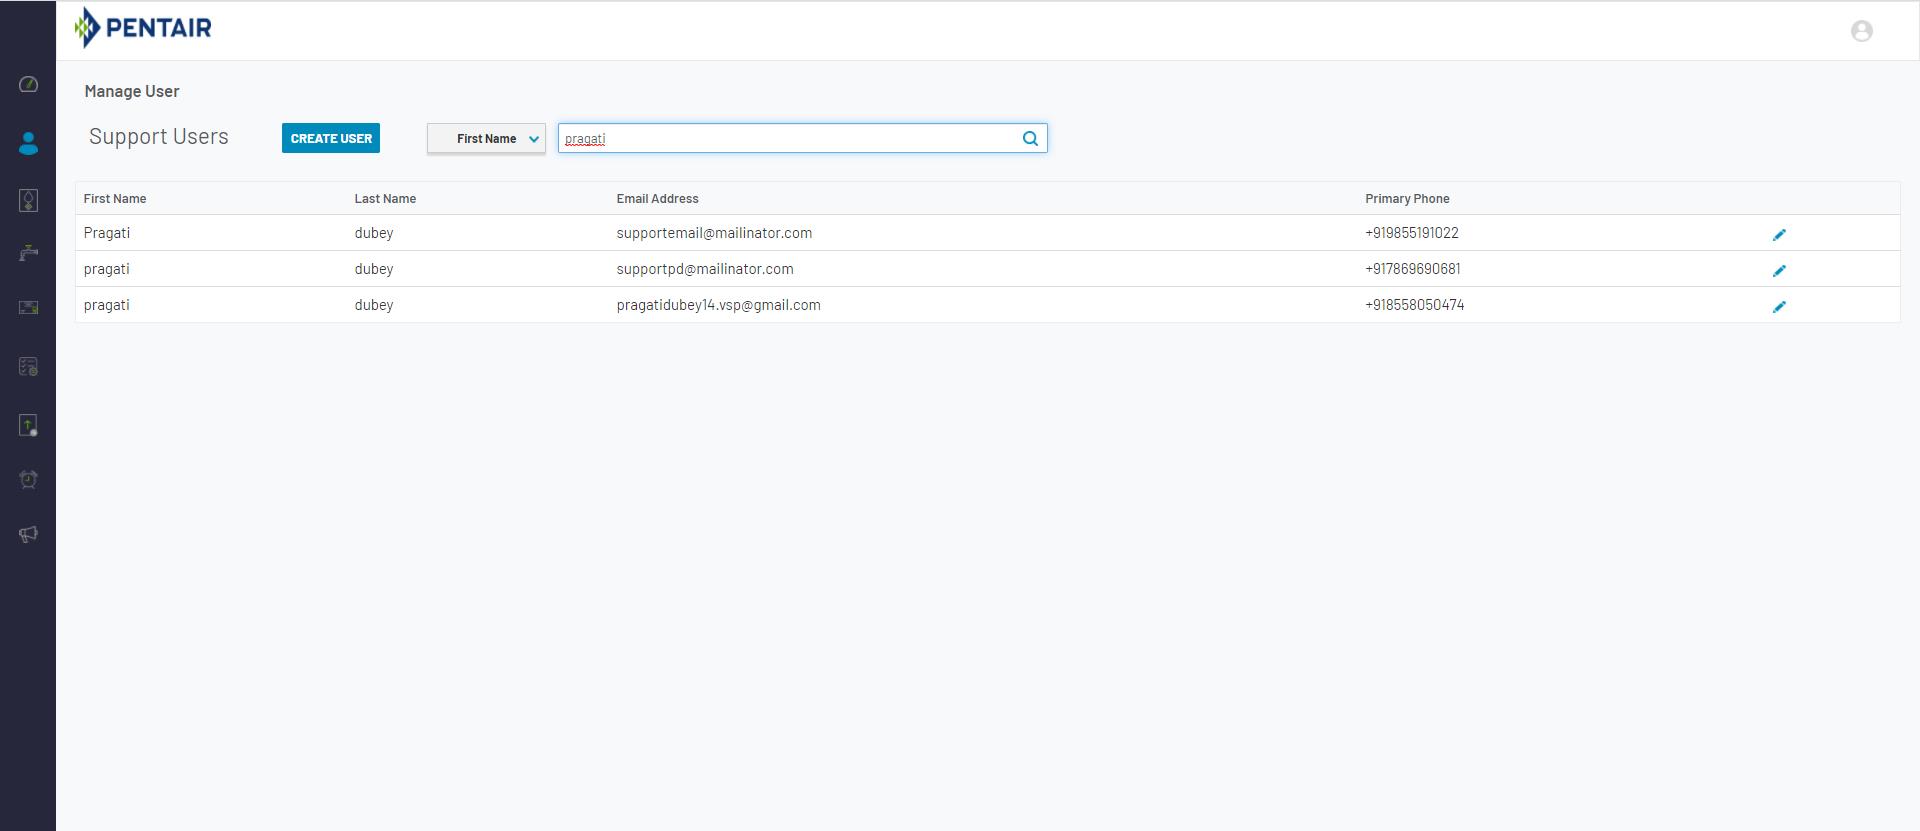 PENTAIR
Manage User
Support Users
CREATE USER
First Name
pragati
First Name Last Name Email Address Primary Phone
Pragati dubey supportemail@mailinator.com +919855191022
pragati dubey supportpd@mailinator.com +917869690681
pragati dubey pragatidubey14.vsp@gmail.com +918558050474